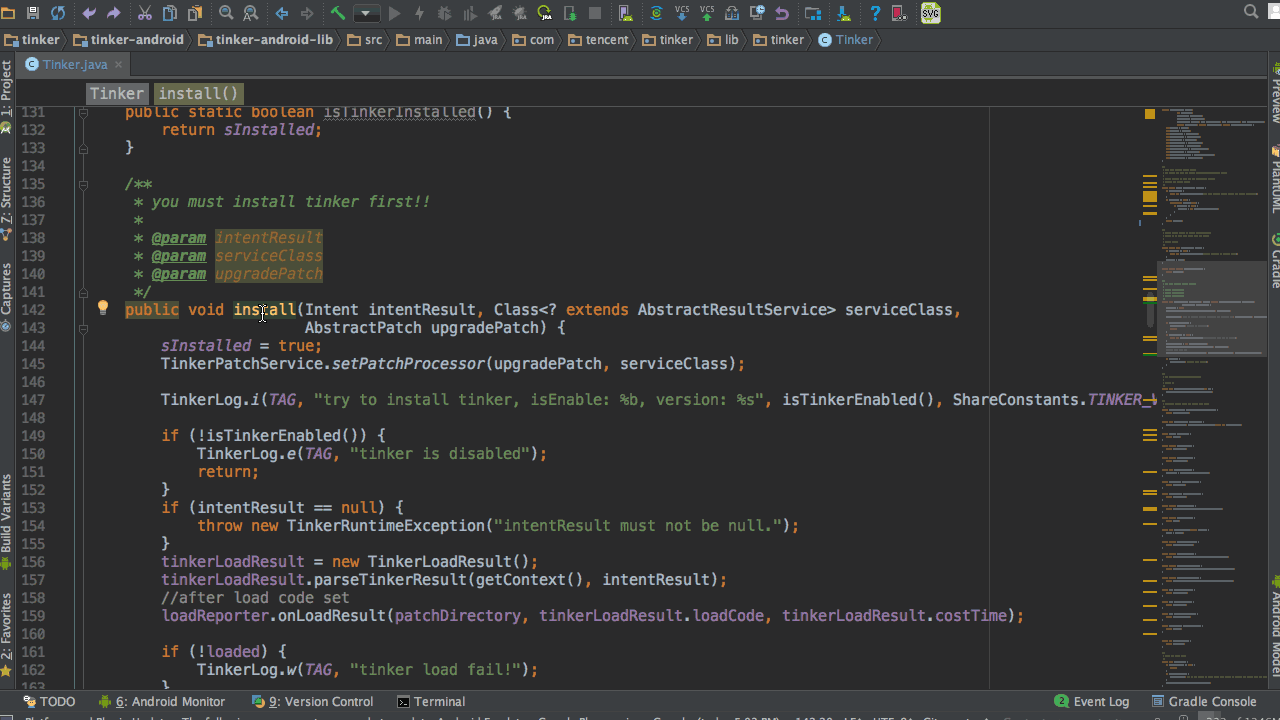 SVG
tinker
tinker-android
tinker-android-lib
src
main
java
com
tencent
tinker
lib
tinker
Tinker
Tinker.java
Tinker
install()
131 public static boolean isTinkerInstalled() {
132 return sInstalled;
133 }
134
135 /**
136 * you must install tinker first!!
137 *
138 * @param intentResult
139 * @param serviceClass
140 * @param upgradePatch
141 */
142 public void install(Intent intentResult, Class<? extends AbstractResultService> serviceClass,
143 AbstractPatch upgradePatch) {
144 sInstalled = true;
145 TinkerPatchService.setPatchProcessor(upgradePatch, serviceClass);
146
147 TinkerLog.i(TAG, "try to install tinker, isEnable: %b, version: %s", isTinkerEnabled(), ShareConstants.TINKER_
148
149 if (!isTinkerEnabled()) {
150 TinkerLog.e(TAG, "tinker is disabled");
151 return;
152 }
153 if (intentResult == null) {
154 throw new TinkerRuntimeException("intentResult must not be null.");
155 }
156 tinkerLoadResult = new TinkerLoadResult();
157 tinkerLoadResult.parseTinkerResult(getContext(), intentResult);
158 //after load code set
159 loadReporter.onLoadResult(patchDirectory, tinkerLoadResult.loadCode, tinkerLoadResult.costTime);
160
161 if (!loaded) {
162 TinkerLog.w(TAG, "tinker load fail!");
163 }
1: Project
7: Structure
Captures
Build Variants
2: Favorites
Preview
PlantUML
Gradle
Android Model
TODO
6: Android Monitor
9: Version Control
Terminal
2 Event Log
Gradle Console